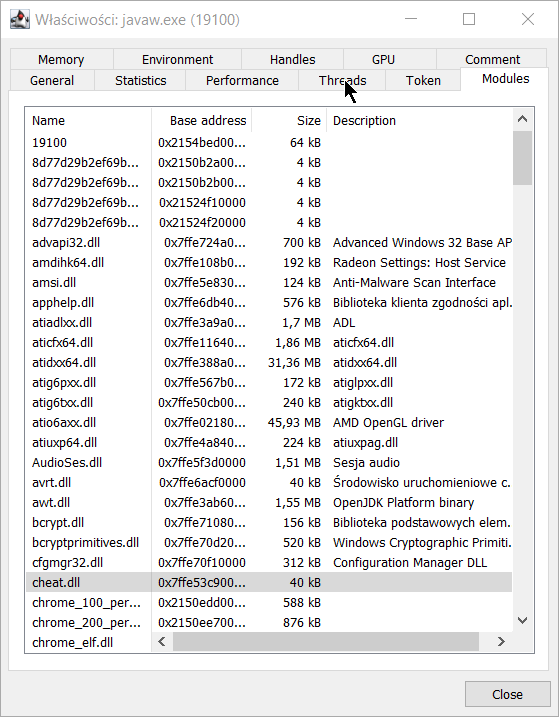 Właściwości: javaw.exe (19100)
Memory Environment Handles GPU Comment
General Statistics Performance Threads Token Modules
Name Base address Size Description
19100 0x2154bed00... 64 kB
8d77d29b2ef69b... 0x2150b2a00... 4 kB
8d77d29b2ef69b... 0x2150b2b00... 4 kB
8d77d29b2ef69b... 0x21524f10000 4 kB
8d77d29b2ef69b... 0x21524f20000 4 kB
advapi32.dll 0x7ffe724a0... 700 kB Advanced Windows 32 Base AP
amdihk64.dll 0x7ffe108b0... 192 kB Radeon Settings: Host Service
amsi.dll 0x7ffe5e830... 124 kB Anti-Malware Scan Interface
apphelp.dll 0x7ffe6db40... 576 kB Biblioteka klienta zgodności apl.
atiadlxx.dll 0x7ffe3a9a0... 1,7 MB ADL
aticfx64.dll 0x7ffe11640... 1,86 MB aticfx64.dll
atidxx64.dll 0x7ffe388a0... 31,36 MB atidxx64.dll
atig6pxx.dll 0x7ffe567b0... 172 kB atiglpxx.dll
atig6txx.dll 0x7ffe50cb00... 240 kB atigktxx.dll
atio6axx.dll 0x7ffe02180... 45,93 MB AMD OpenGL driver
atiuxp64.dll 0x7ffe4a840... 224 kB atiuxpag.dll
AudioSes.dll 0x7ffe5f3d0000 1,51 MB Sesja audio
avrt.dll 0x7ffe6acf0000 40 kB Środowisko uruchomieniowe c.
awt.dll 0x7ffe3ab60... 1,55 MB OpenJDK Platform binary
bcrypt.dll 0x7ffe71080... 156 kB Biblioteka podstawowych elem.
bcryptprimitives.dll 0x7ffe70d20... 520 kB Windows Cryptographic Primiti.
cfgmgr32.dll 0x7ffe70f10000 312 kB Configuration Manager DLL
cheat.dll 0x7ffe53c900... 40 kB
chrome_100_per... 0x2150edd00... 588 kB
chrome_200_per... 0x2150ee700... 876 kB
chrome_elf.dll
Close